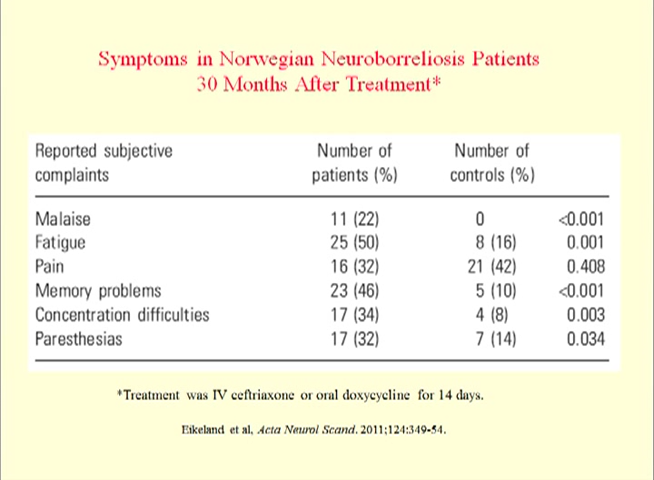 Symptoms in Norwegian Neuroborreliosis Patients
30 Months After Treatment*
Reported subjective complaints Number of patients (%) Number of controls (%)
Malaise 11 (22) 0 <0.001
Fatigue 25 (50) 8 (16) 0.001
Pain 16 (32) 21 (42) 0.408
Memory problems 23 (46) 5 (10) <0.001
Concentration difficulties 17 (34) 4 (8) 0.003
Paresthesias 17 (32) 7 (14) 0.034
*Treatment was IV ceftriaxone or oral doxycycline for 14 days.
Eikeland et al, Acta Neurol Scand. 2011;124:349-54.